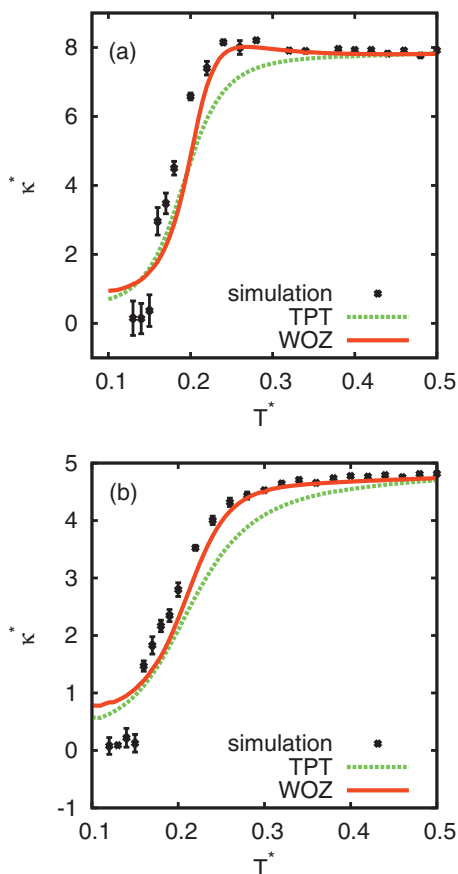 (a)
8
6
4
2
0
κ*
simulation
TPT
WOZ
0.1 0.2 0.3 0.4 0.5
T*
(b)
5
4
3
2
1
0
-1
κ*
simulation
TPT
WOZ
0.1 0.2 0.3 0.4 0.5
T*